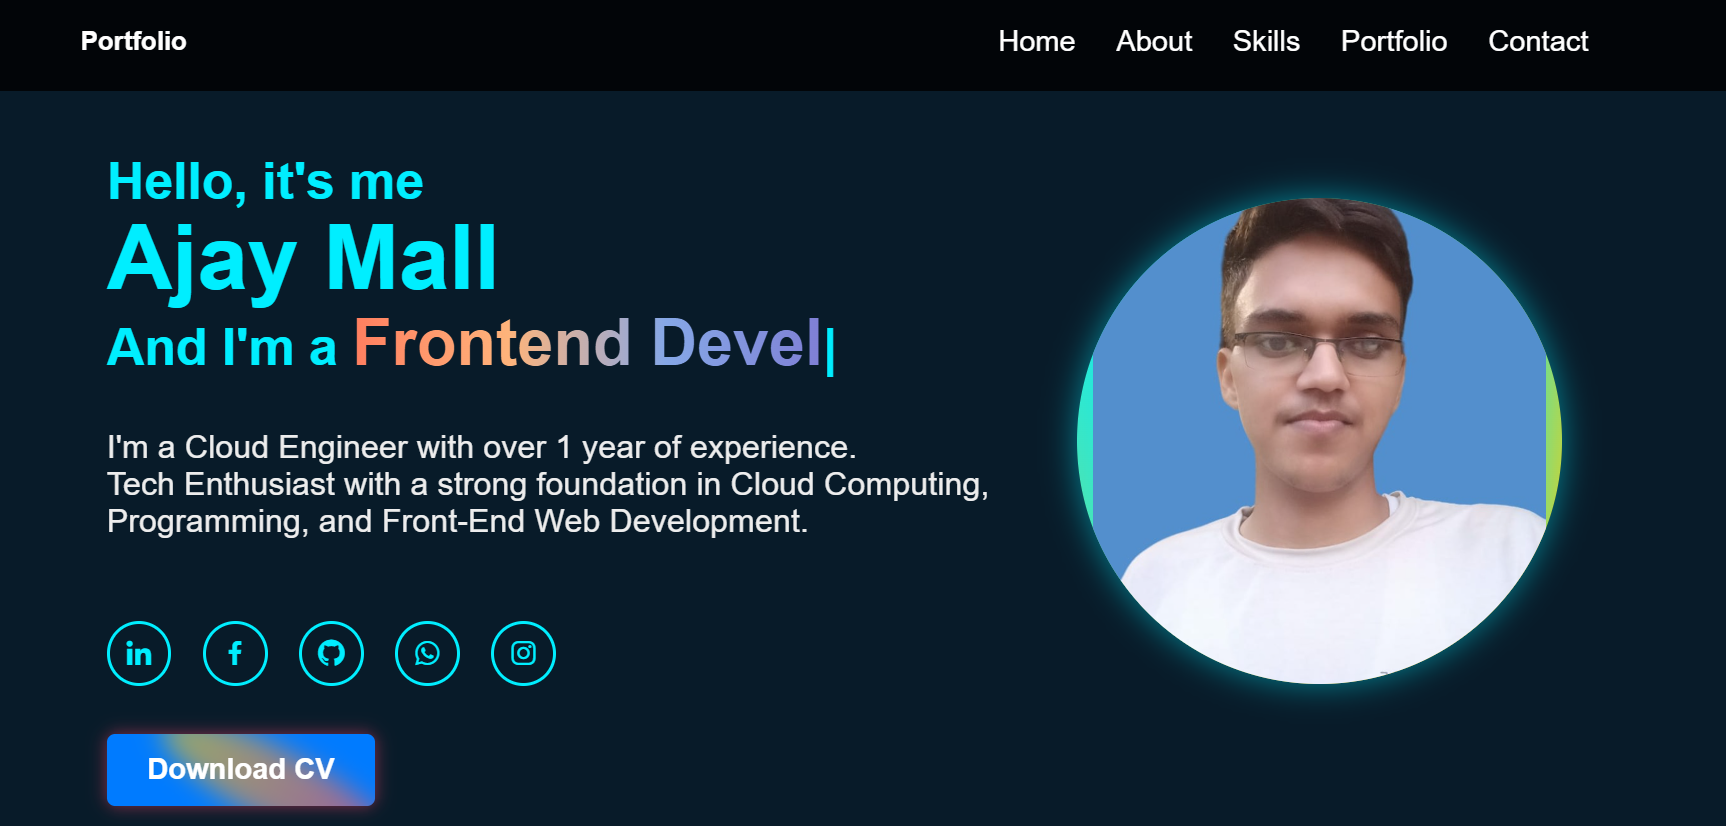 Portfolio
Home About Skills Portfolio Contact
Hello, it's me
Ajay Mall
And I'm a Frontend Devel|
I'm a Cloud Engineer with over 1 year of experience.
Tech Enthusiast with a strong foundation in Cloud Computing,
Programming, and Front-End Web Development.
Download CV